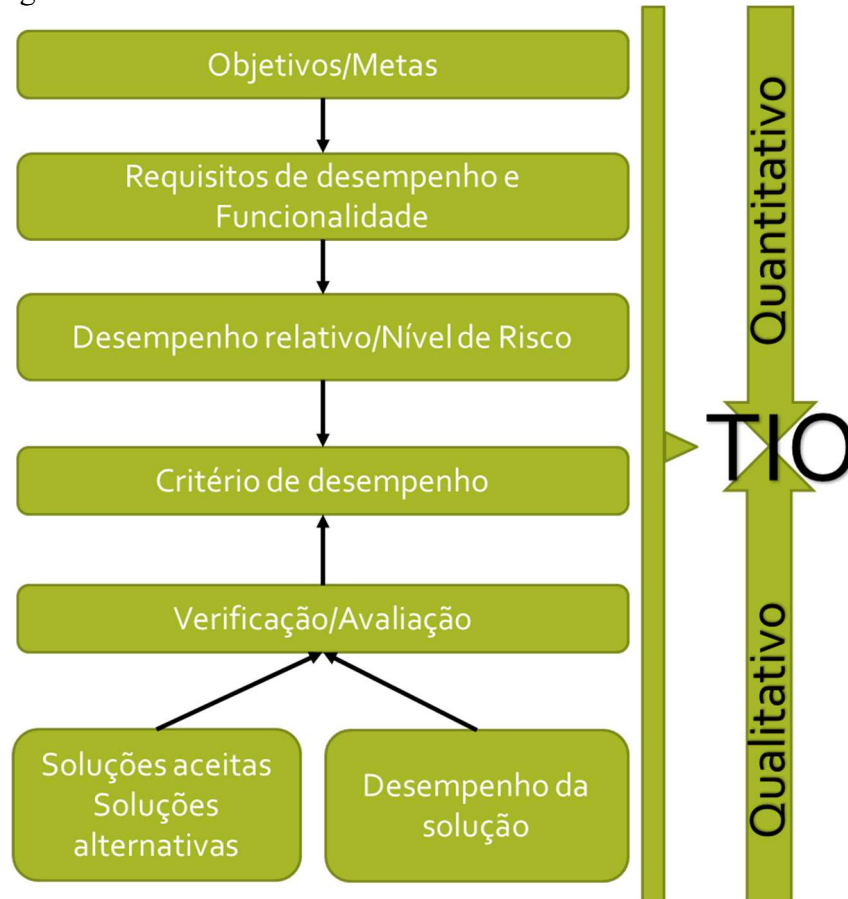 Objetivos/Metas
Requisitos de desempenho e
Funcionalidade
Desempenho relativo/Nível de Risco
Critério de desempenho
Verificação/Avaliação
Soluções aceitas
Soluções
alternativas
Desempenho da
solução
Quantitativo
TIO
Qualitativo